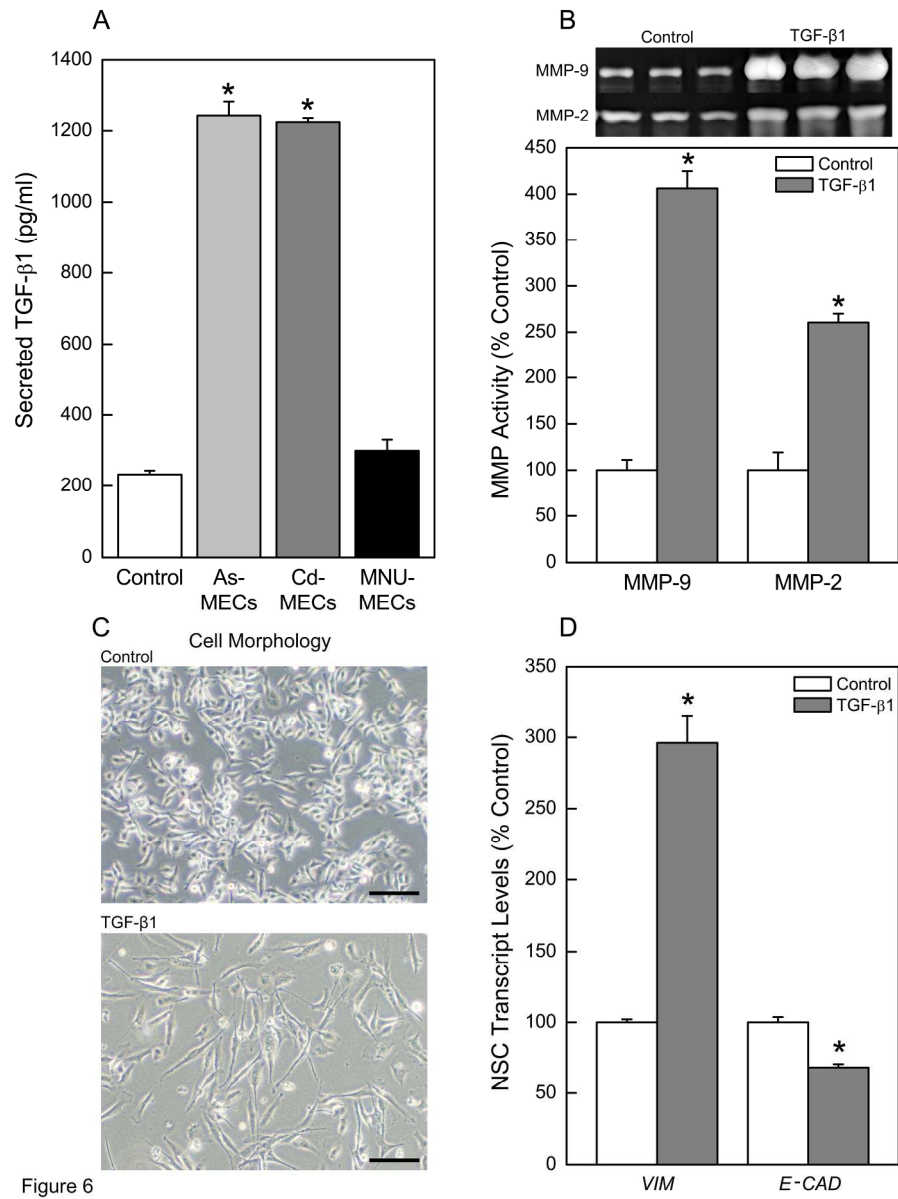 A
1400
1200
1000
800
600
400
200
0
Secreted TGF-β1 (pg/ml)
*
*
Control
As-
MECs
Cd-
MECs
MNU-
MECs
B
Control TGF-β1
MMP-9
MMP-2
450
400
350
300
250
200
150
100
50
0
MMP Activity (% Control)
Control
TGF-β1
*
*
MMP-9 MMP-2
C
Cell Morphology
Control
TGF-β1
D
350
300
250
200
150
100
50
0
NSC Transcript Levels (% Control)
Control
TGF-β1
*
*
VIM E-CAD
Figure 6